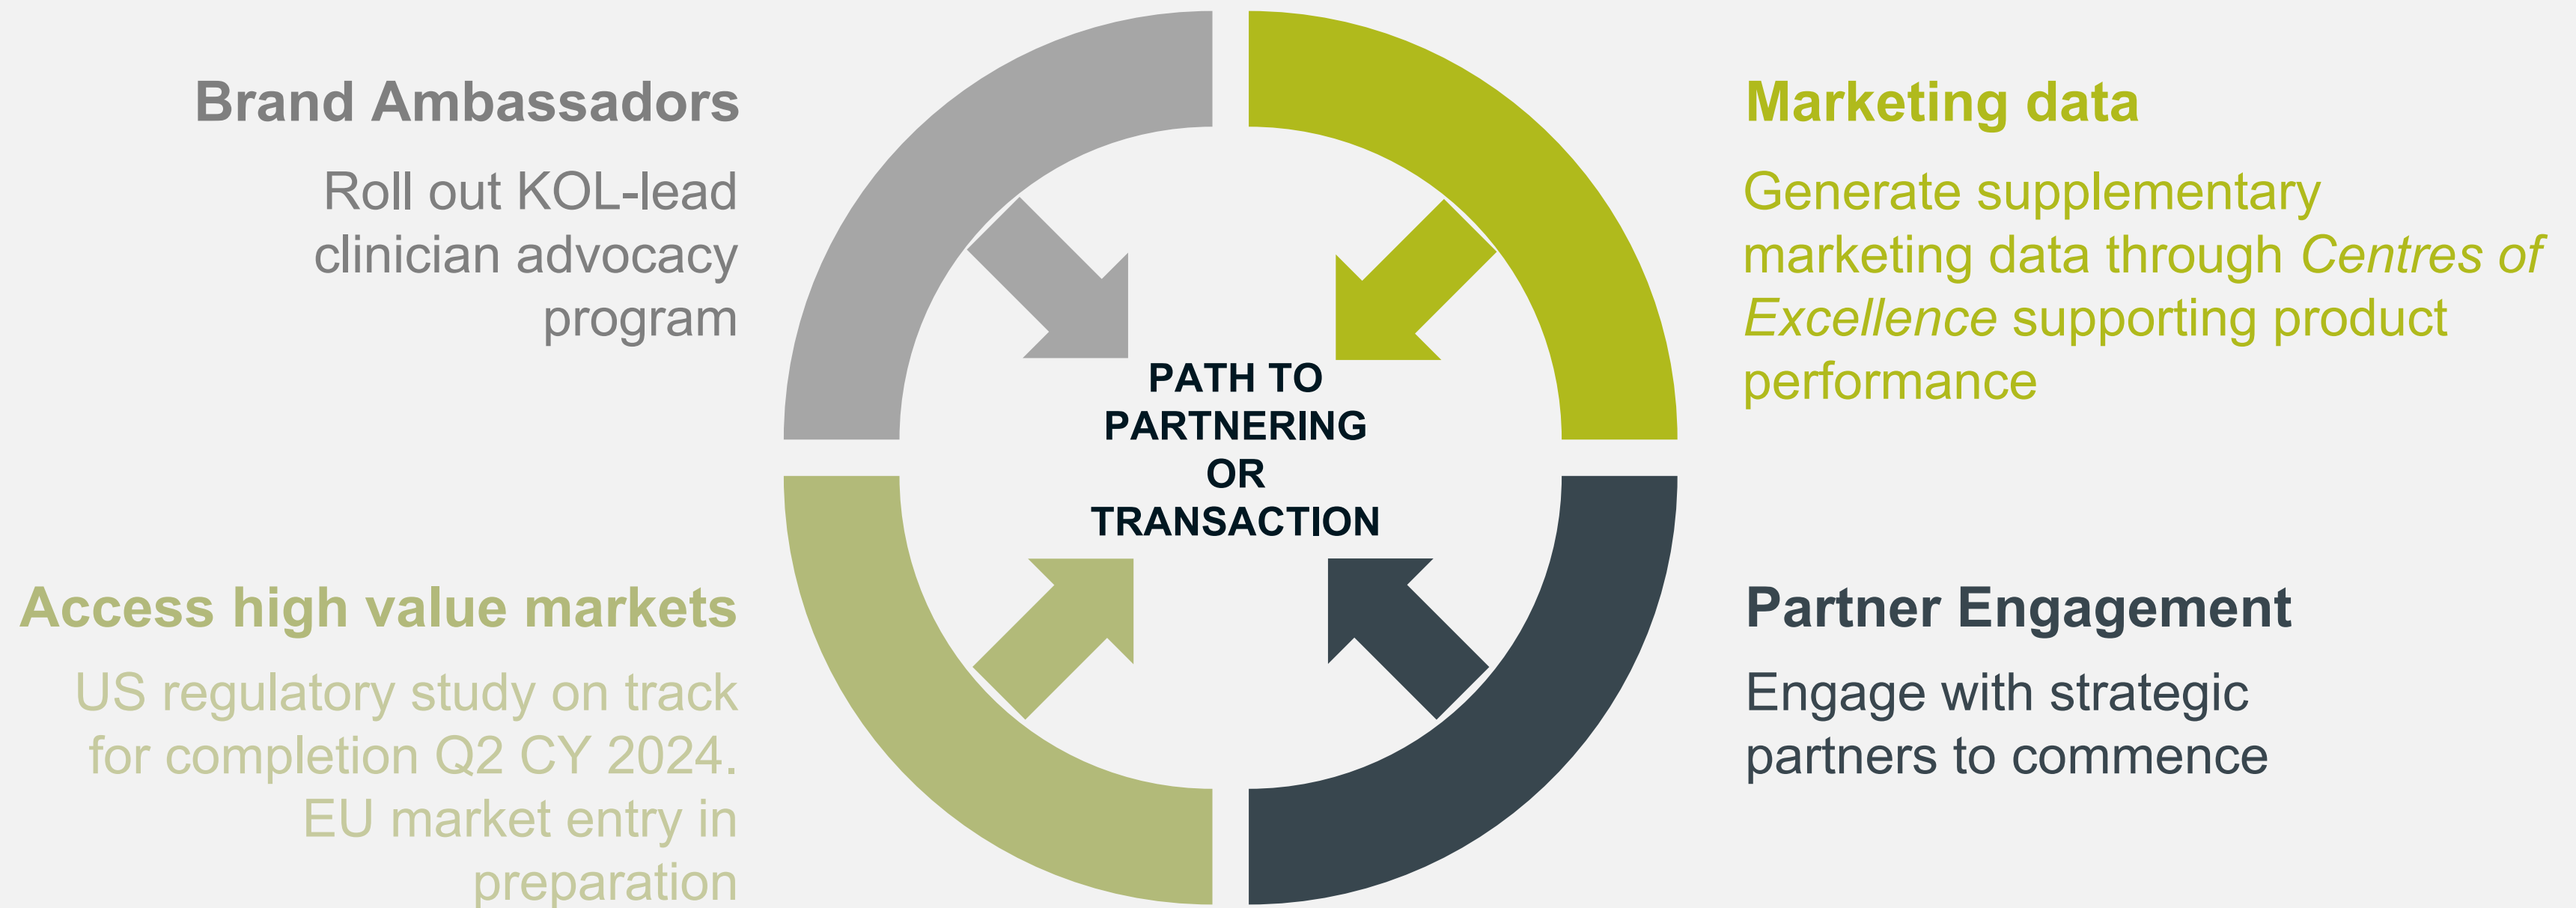 Brand Ambassadors
Roll out KOL-lead
clinician advocacy
program
Marketing data
Generate supplementary
marketing data through Centres of
Excellence supporting product
performance
PATH TO
PARTNERING
OR
TRANSACTION
Access high value markets
US regulatory study on track
for completion Q2 CY 2024.
EU market entry in
preparation
Partner Engagement
Engage with strategic
partners to commence